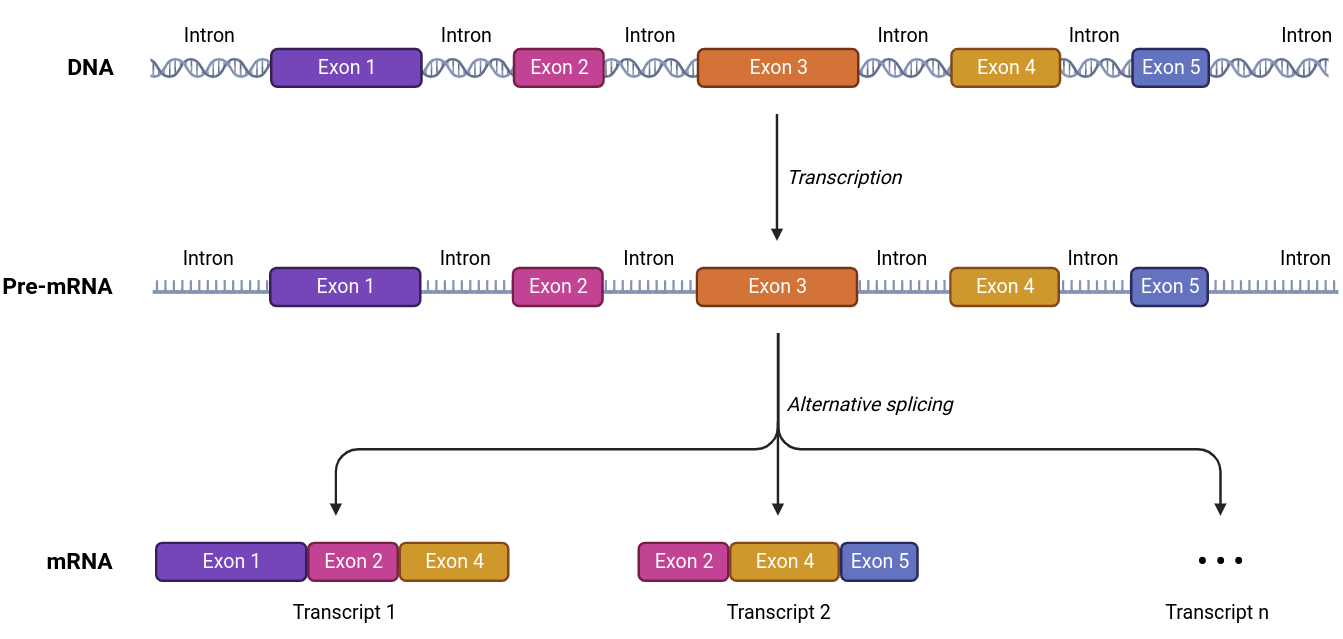 Intron Intron Intron Intron Intron Intron
DNA Exon 1 Exon 2 Exon 3 Exon 4 Exon 5
Transcription
Intron Intron Intron Intron Intron Intron
Pre-mRNA Exon 1 Exon 2 Exon 3 Exon 4 Exon 5
Alternative splicing
mRNA Exon 1 Exon 2 Exon 4 Exon 2 Exon 4 Exon 5 • • •
Transcript 1 Transcript 2 Transcript n